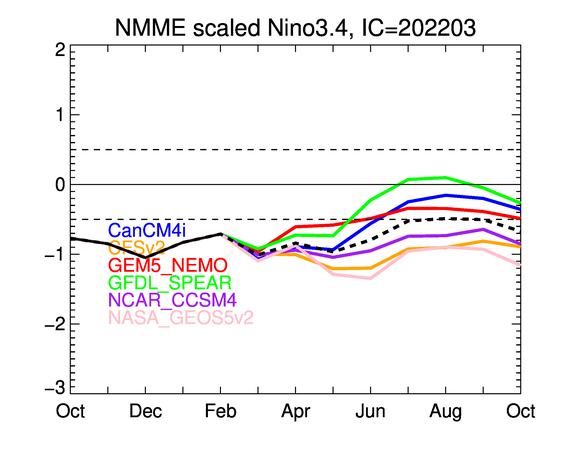 NMME scaled Nino3.4, IC=202203
2
1
0
−1
−2
−3
CanCM4i
CFSv2
GEM5_NEMO
GFDL_SPEAR
NCAR_CCSM4
NASA_GEOS5v2
Oct Dec Feb Apr Jun Aug Oct